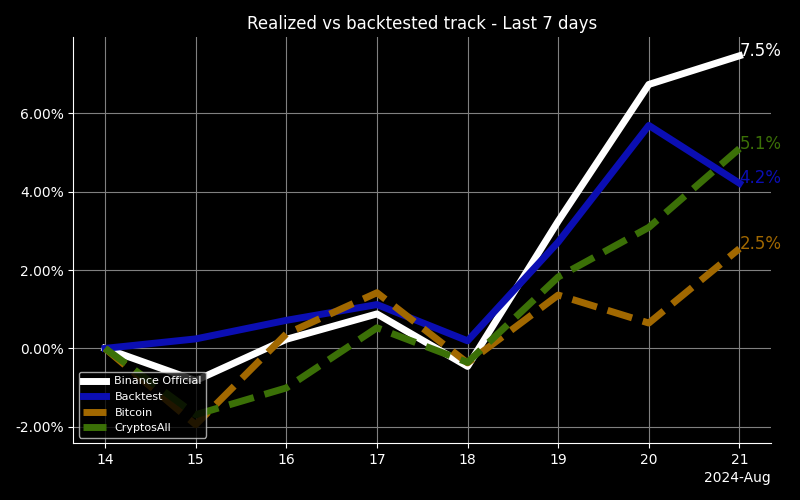 Realized vs backtested track - Last 7 days
7.5%
6.00%
5.1%
4.00%
4.2%
2.5%
2.00%
0.00%
-2.00%
Binance Official
Backtest
Bitcoin
CryptosAll
14 15 16 17 18 19 20 21
2024-Aug